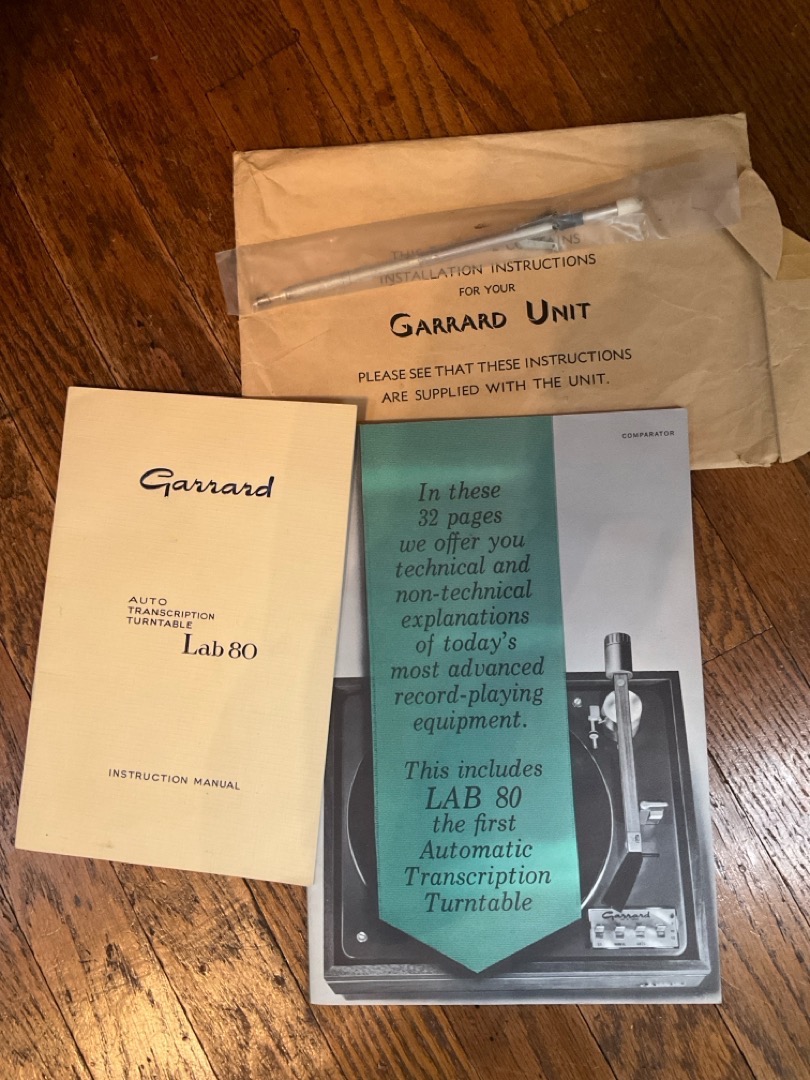 THIS
INSTALLATION INSTRUCTIONS
FOR YOUR
GARRARD UNIT
PLEASE SEE THAT THESE INSTRUCTIONS
ARE SUPPLIED WITH THE UNIT.
Garrard
AUTO
TRANSCRIPTION
TURNTABLE
Lab 80
INSTRUCTION MANUAL
COMPARATOR
In these
32 pages
we offer you
technical and
non-technical
explanations
of today's
most advanced
record-playing
equipment.
This includes
LAB 80
the first
Automatic
Transcription
Turntable
Garrard